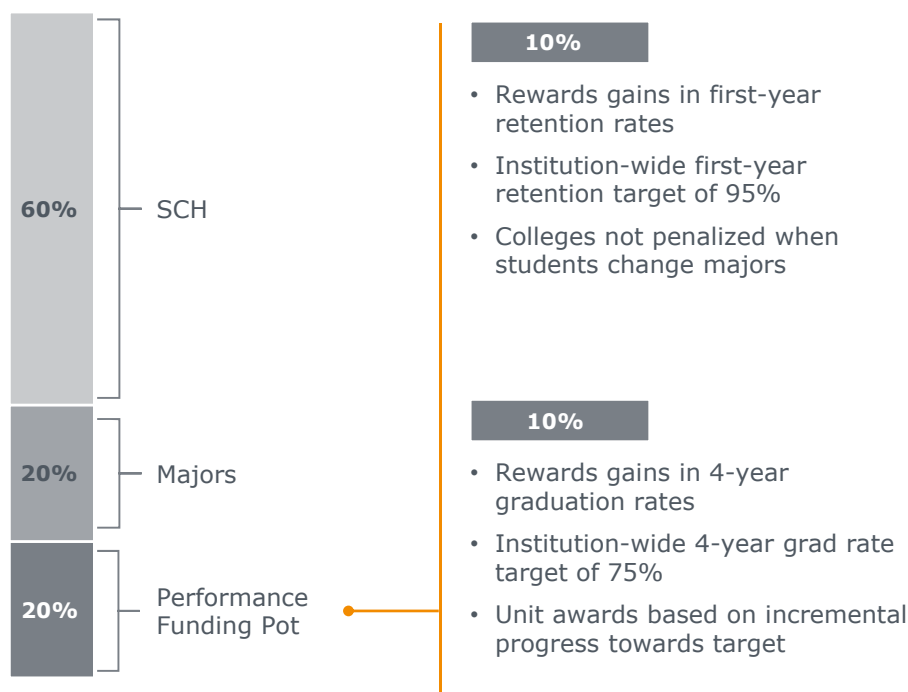 60%
SCH
20%
Majors
20%
Performance
Funding Pot
10%
• Rewards gains in first-year
retention rates
• Institution-wide first-year
retention target of 95%
• Colleges not penalized when
students change majors
10%
• Rewards gains in 4-year
graduation rates
• Institution-wide 4-year grad rate
target of 75%
• Unit awards based on incremental
progress towards target